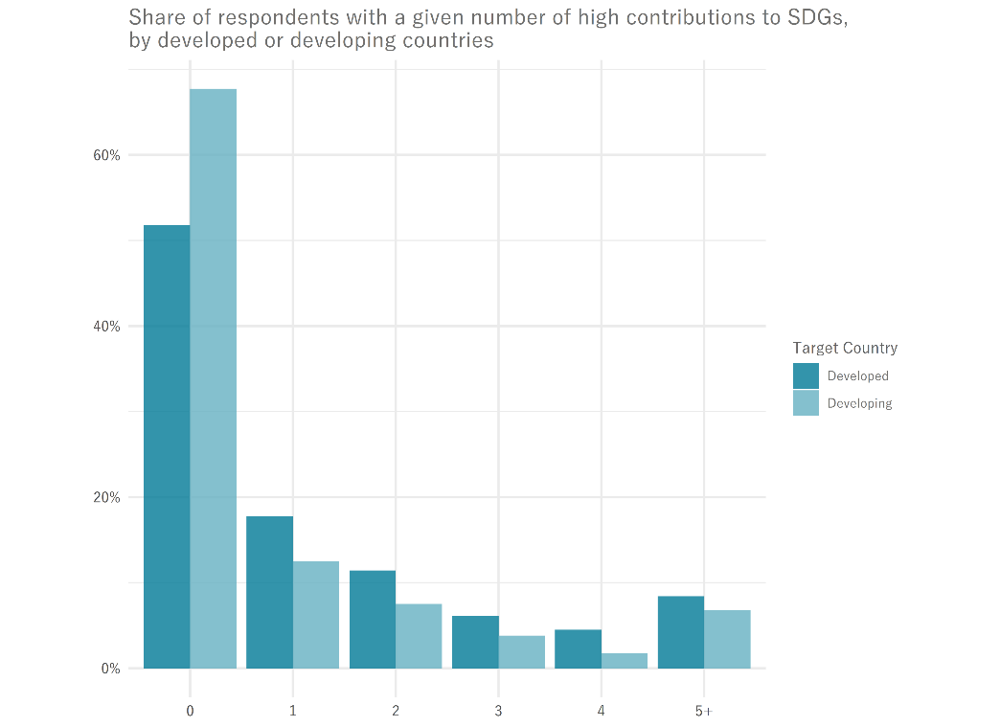 Share of respondents with a given number of high contributions to SDGs,
by developed or developing countries
60%
40%
20%
0%
0 1 2 3 4 5+
Target Country
Developed
Developing